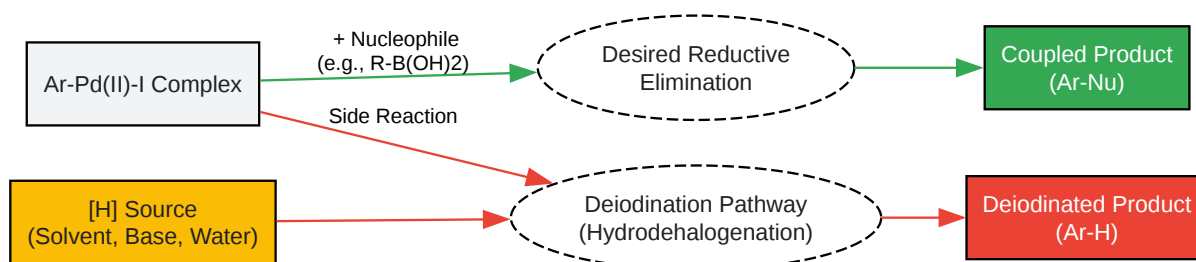 Ar-Pd(II)-I Complex
+ Nucleophile
(e.g., R-B(OH)2)
Side Reaction
Desired Reductive
Elimination
Coupled Product
(Ar-Nu)
[H] Source
(Solvent, Base, Water)
Deiodination Pathway
(Hydrodehalogenation)
Deiodinated Product
(Ar-H)